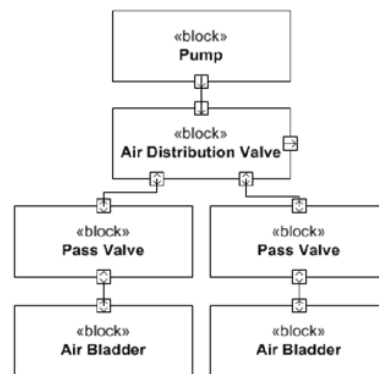 «block»
Pump
«block»
Air Distribution Valve
«block»
Pass Valve
«block»
Pass Valve
«block»
Air Bladder
«block»
Air Bladder